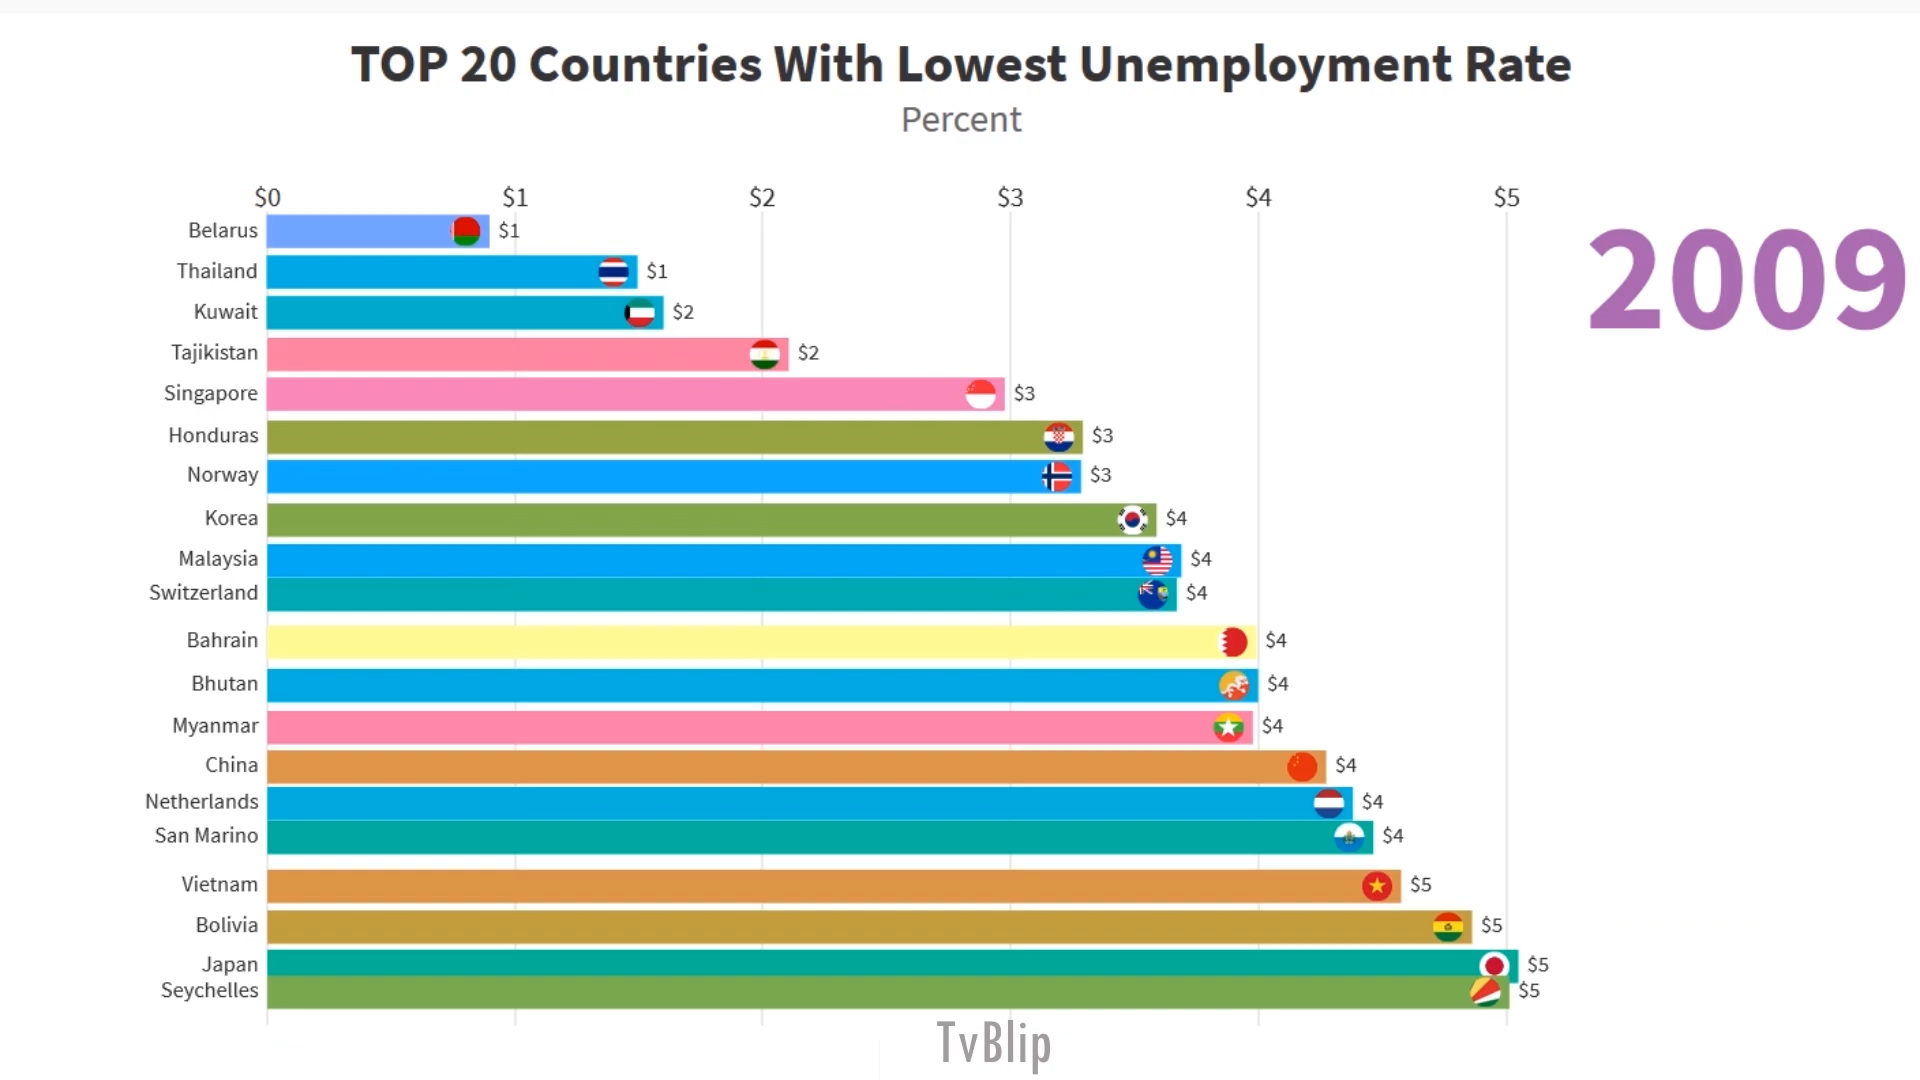 TOP 20 Countries With Lowest Unemployment Rate
Percent
$0 $1 $2 $3 $4 $5
Belarus $1
2009
Thailand $1
Kuwait $2
Tajikistan $2
Singapore $3
Honduras $3
Norway $3
Korea $4
Malaysia $4
Switzerland $4
Bahrain $4
Bhutan $4
Myanmar $4
China $4
Netherlands $4
San Marino $4
Vietnam $5
Bolivia $5
Japan $5
Seychelles $5
TvBlip